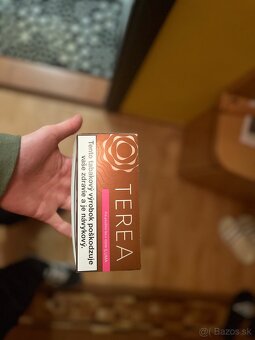 Tento tabakový výrobok poškodzuje
vaše zdravie a je návykový.
TEREA
@ Bazos.sk